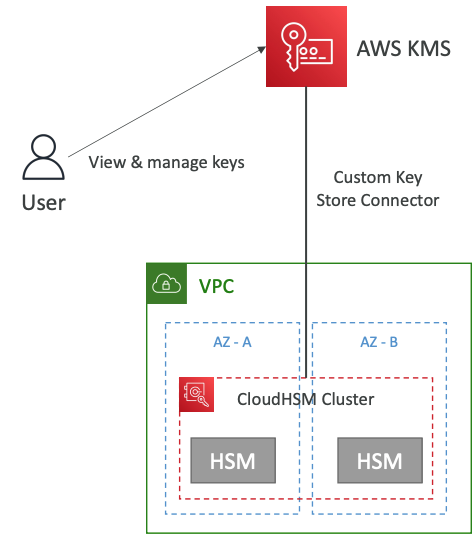 AWS KMS
View & manage keys
User
Custom Key
Store Connector
VPC
AZ - A
AZ - B
CloudHSM Cluster
HSM
HSM